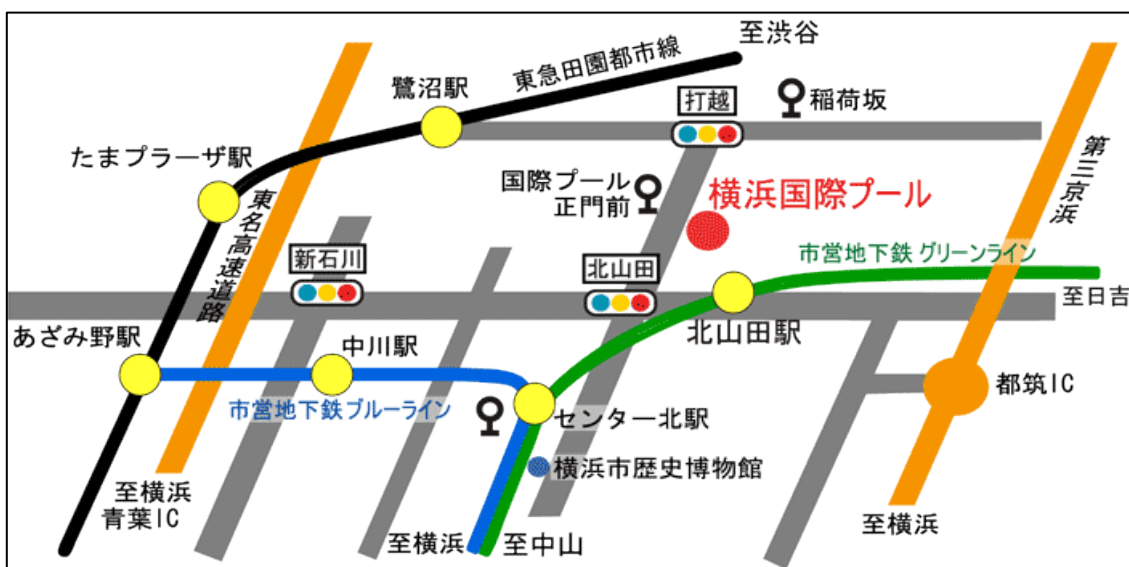 至渋谷
東急田園都市線
鷺沼駅
打越
稲荷坂
たまプラーザ駅
第三京浜
国際プール
正門前
横浜国際プール
東名高速道路
新石川
北山田
市営地下鉄 グリーンライン
至日吉
あざみ野駅
中川駅
北山田駅
都筑IC
市営地下鉄ブルーライン
センター北駅
横浜市歴史博物館
至横浜
青葉IC
至横浜
至中山
至横浜